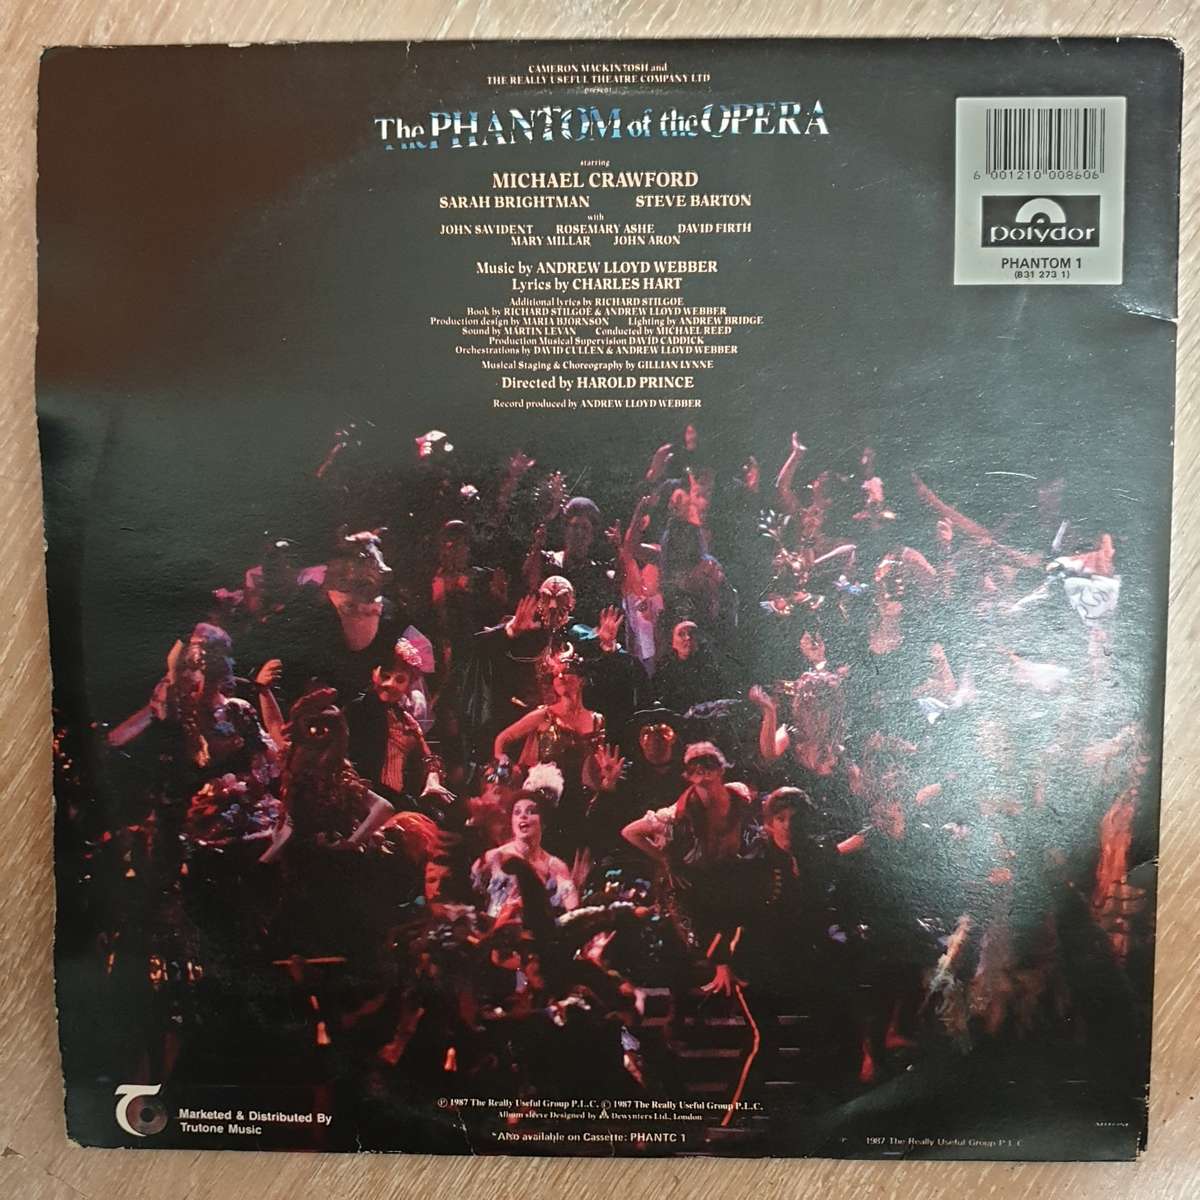 CAMERON MACKINTOSH and
THE REALLY USEFUL THEATRE COMPANY LTD
present
The PHANTOM of the OPERA
starring
MICHAEL CRAWFORD
SARAH BRIGHTMAN STEVE BARTON
with
JOHN SAVIDENT ROSEMARY ASHE DAVID FIRTH
MARY MILLAR JOHN ARON
Music by ANDREW LLOYD WEBBER
Lyrics by CHARLES HART
Additional lyrics by RICHARD STILGOE
Book by RICHARD STILGOE & ANDREW LLOYD WEBBER
Production design by MARIA BJORNSON Lighting by ANDREW BRIDGE
Sound by MARTIN LEVAN Conducted by MICHAEL REED
Production Musical Supervision DAVID CADDICK
Orchestrations by DAVID CULLEN & ANDREW LLOYD WEBBER
Musical Staging & Choreography by GILLIAN LYNNE
Directed by HAROLD PRINCE
Record produced by ANDREW LLOYD WEBBER
6 001210 008606
polydor
PHANTOM 1
(831 273 1)
Marketed & Distributed By
Trutone Music
℗ 1987 The Really Useful Group P.L.C. © 1987 The Really Useful Group P.L.C.
Album sleeve Designed by Dewynters Ltd., London
*Also available on Cassette: PHANTC 1
℗ 1987 The Really Useful Group P.L.C